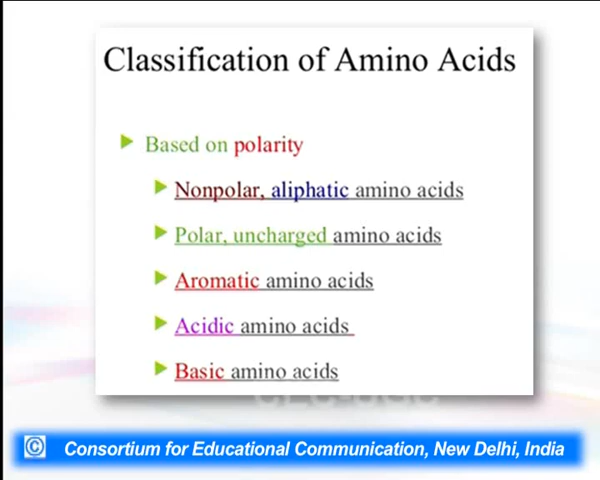 Classification of Amino Acids
Based on polarity
Nonpolar, aliphatic amino acids
Polar, uncharged amino acids
Aromatic amino acids
Acidic amino acids
Basic amino acids
© Consortium for Educational Communication, New Delhi, India